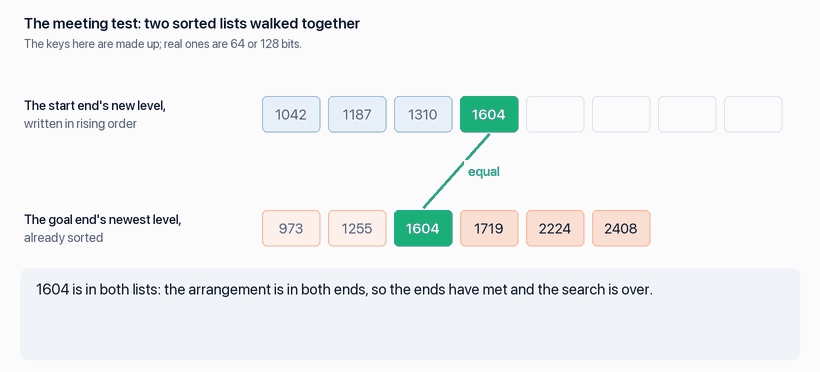 The meeting test: two sorted lists walked together
The keys here are made up; real ones are 64 or 128 bits.
The start end's new level,
written in rising order
1042 1187 1310 1604
equal
The goal end's newest level,
already sorted
973 1255 1604 1719 2224 2408
1604 is in both lists: the arrangement is in both ends, so the ends have met and the search is over.